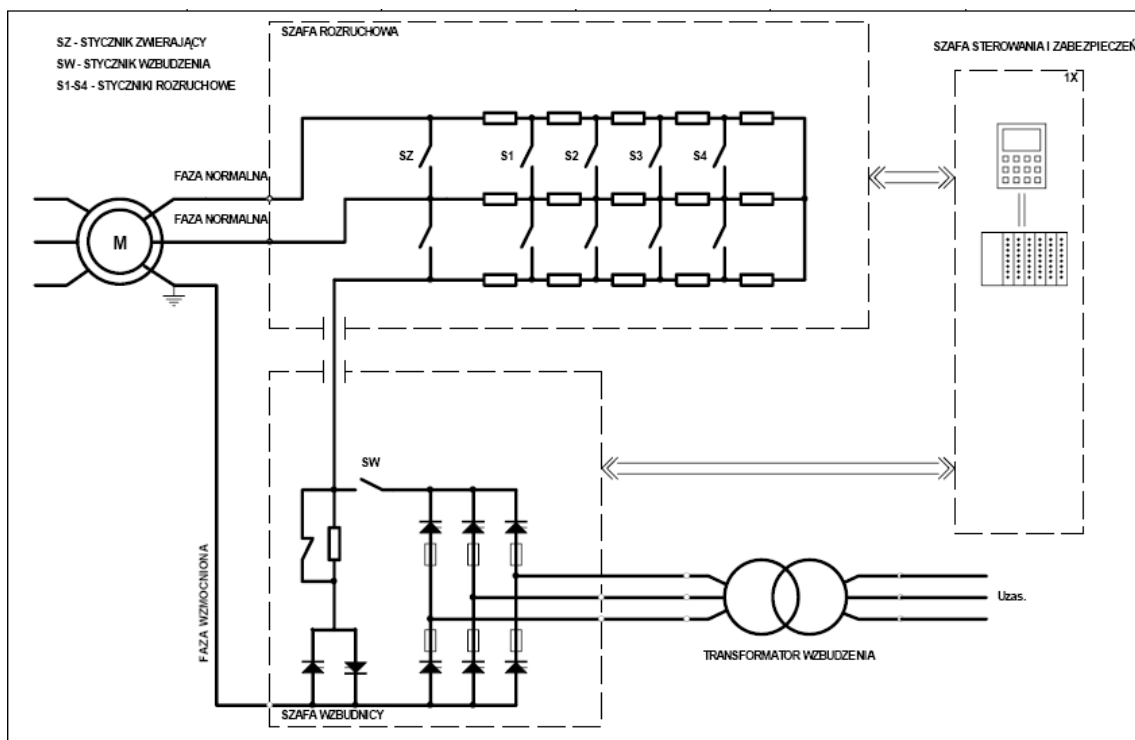 SZ - STYCZNIK ZWIERAJĄCY
SW - STYCZNIK WZBUDZENIA
S1-S4 - STYCZNIKI ROZRUCHOWE
SZAFA ROZRUCHOWA
SZAFA STEROWANIA I ZABEZPIECZEŃ
1X
SZ
S1
S2
S3
S4
FAZA NORMALNA
FAZA NORMALNA
M
SW
FAZA WZMOCNIONA
Uzas.
TRANSFORMATOR WZBUDZENIA
SZAFA WZBUDNICY